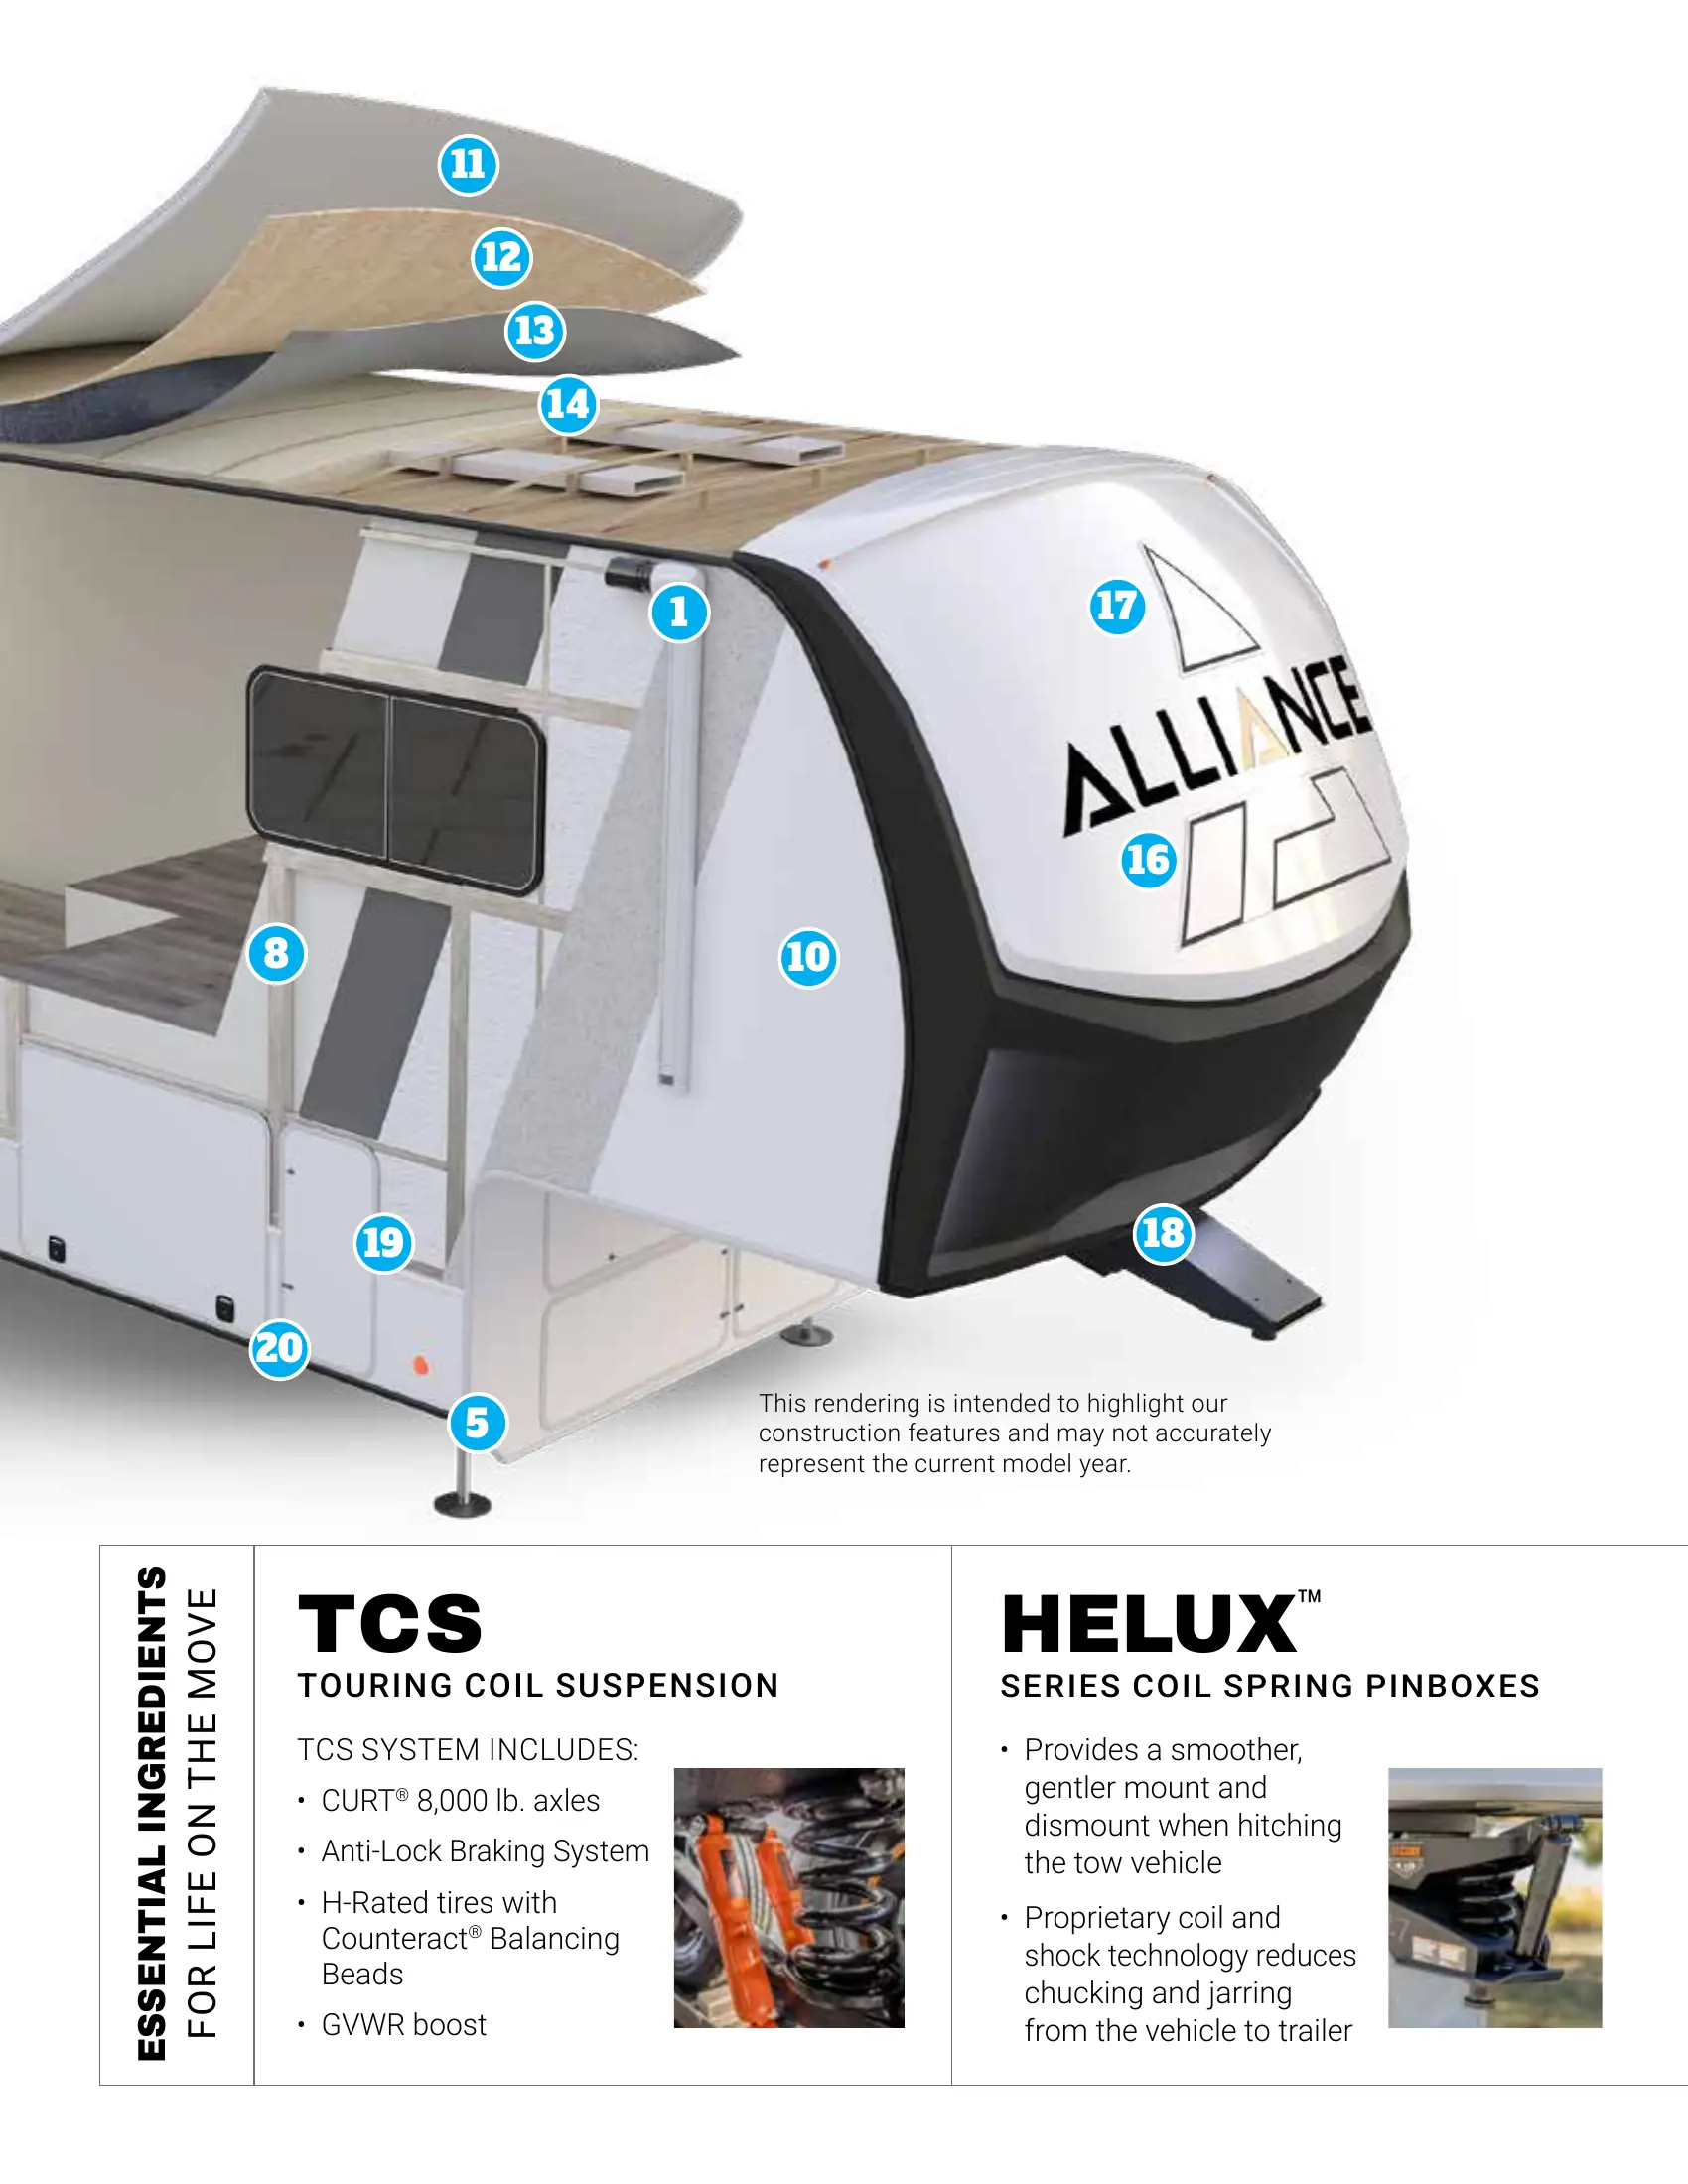 11
12
13
14
1
17
ALLIANCE
16
8
10
19
18
20
5
This rendering is intended to highlight our
construction features and may not accurately
represent the current model year.
ESSENTIAL INGREDIENTS
FOR LIFE ON THE MOVE
TCS
TOURING COIL SUSPENSION
TCS SYSTEM INCLUDES:
• CURT® 8,000 lb. axles
• Anti-Lock Braking System
• H-Rated tires with
Counteract® Balancing
Beads
• GVWR boost
HELUX™
SERIES COIL SPRING PINBOXES
• Provides a smoother,
gentler mount and
dismount when hitching
the tow vehicle
• Proprietary coil and
shock technology reduces
chucking and jarring
from the vehicle to trailer